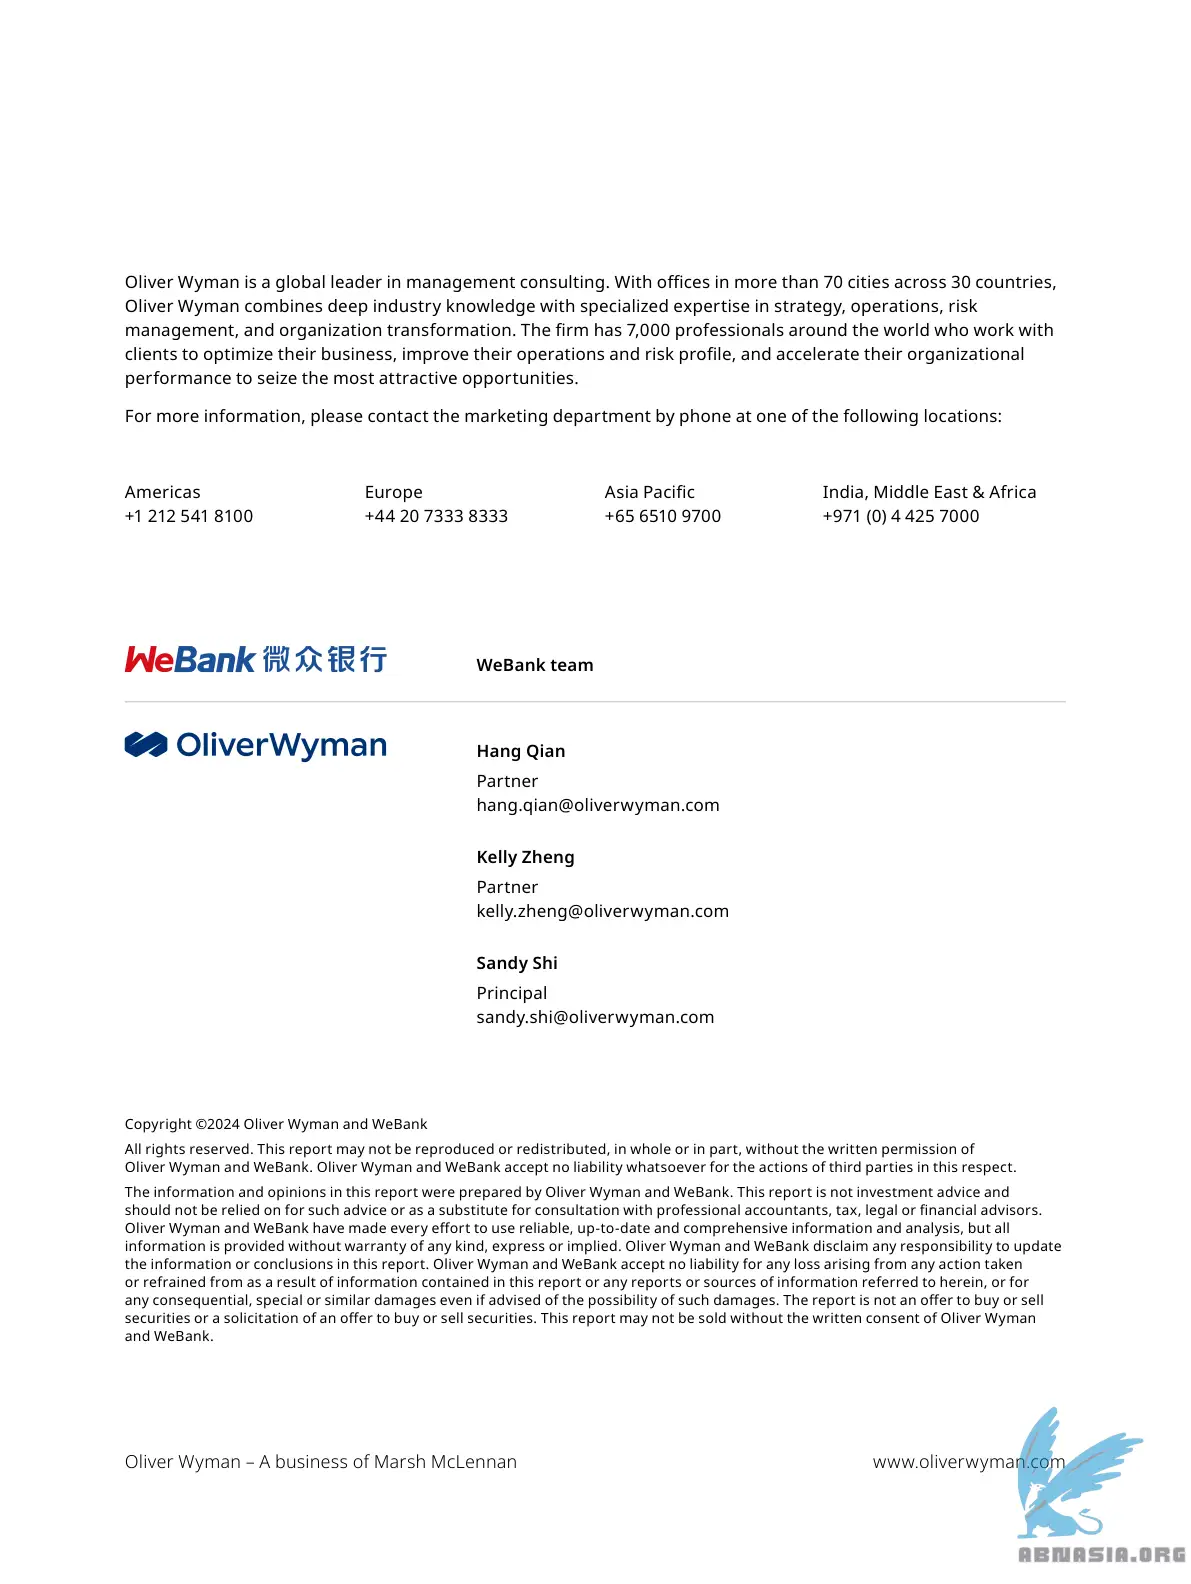 Oliver Wyman is a global leader in management consulting. With offices in more than 70 cities across 30 countries,
Oliver Wyman combines deep industry knowledge with specialized expertise in strategy, operations, risk
management, and organization transformation. The firm has 7,000 professionals around the world who work with
clients to optimize their business, improve their operations and risk profile, and accelerate their organizational
performance to seize the most attractive opportunities.
For more information, please contact the marketing department by phone at one of the following locations:
Americas
+1 212 541 8100
Europe
+44 20 7333 8333
Asia Pacific
+65 6510 9700
India, Middle East & Africa
+971 (0) 4 425 7000
WeBank 微众银行
WeBank team
OliverWyman
Hang Qian
Partner
hang.qian@oliverwyman.com
Kelly Zheng
Partner
kelly.zheng@oliverwyman.com
Sandy Shi
Principal
sandy.shi@oliverwyman.com
Copyright ©2024 Oliver Wyman and WeBank
All rights reserved. This report may not be reproduced or redistributed, in whole or in part, without the written permission of
Oliver Wyman and WeBank. Oliver Wyman and WeBank accept no liability whatsoever for the actions of third parties in this respect.
The information and opinions in this report were prepared by Oliver Wyman and WeBank. This report is not investment advice and
should not be relied on for such advice or as a substitute for consultation with professional accountants, tax, legal or financial advisors.
Oliver Wyman and WeBank have made every effort to use reliable, up-to-date and comprehensive information and analysis, but all
information is provided without warranty of any kind, express or implied. Oliver Wyman and WeBank disclaim any responsibility to update
the information or conclusions in this report. Oliver Wyman and WeBank accept no liability for any loss arising from any action taken
or refrained from as a result of information contained in this report or any reports or sources of information referred to herein, or for
any consequential, special or similar damages even if advised of the possibility of such damages. The report is not an offer to buy or sell
securities or a solicitation of an offer to buy or sell securities. This report may not be sold without the written consent of Oliver Wyman
and WeBank.
Oliver Wyman – A business of Marsh McLennan
www.oliverwyman.com
ABNASIA.ORG